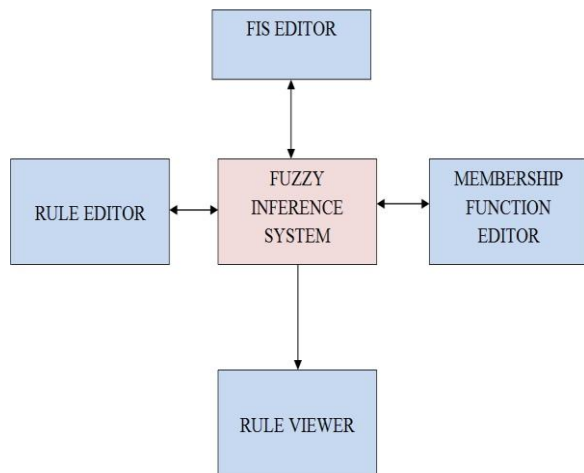 FIS EDITOR
RULE EDITOR
FUZZY
INFERENCE
SYSTEM
MEMBERSHIP
FUNCTION
EDITOR
RULE VIEWER